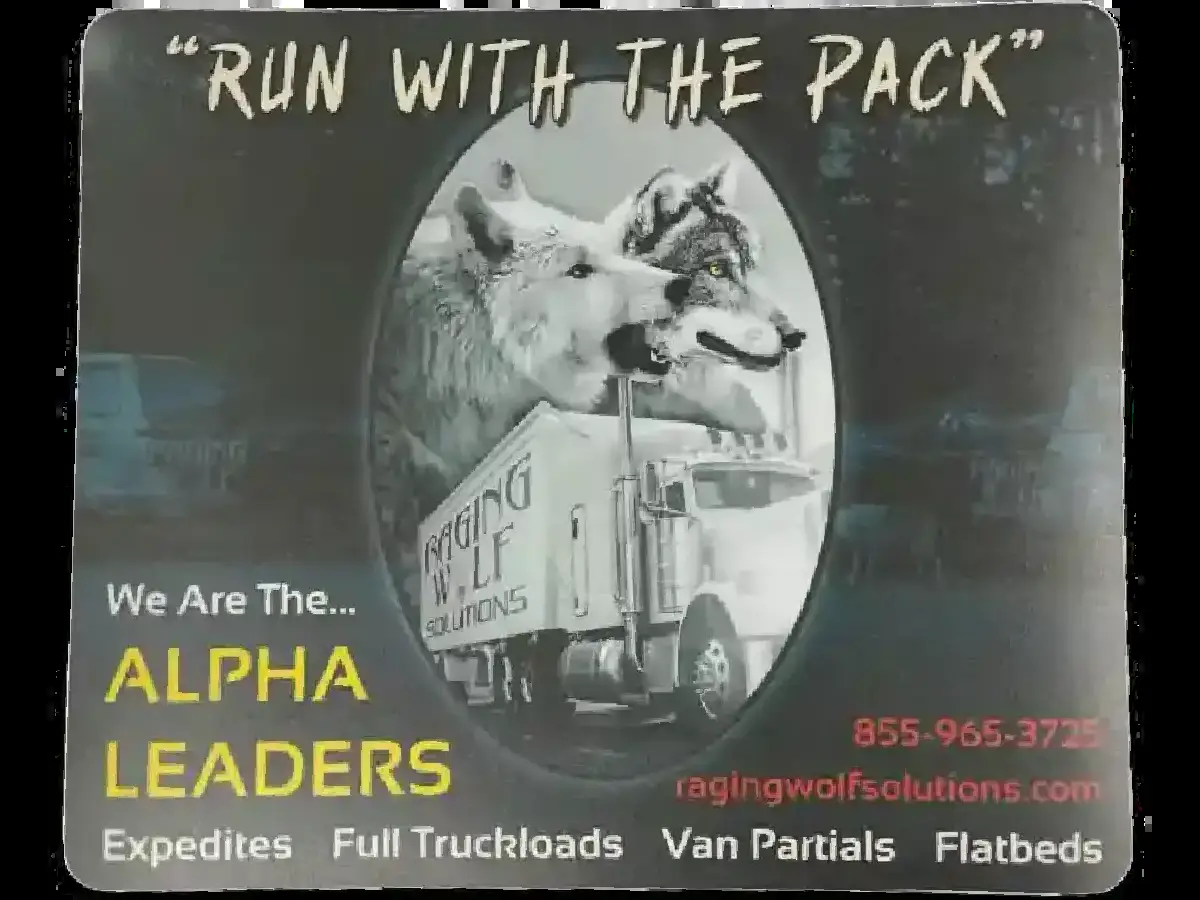 “RUN WITH THE PACK”
RAGING
W LF
SOLUTIONS
We Are The...
ALPHA
LEADERS
855-965-3725
ragingwolfsolutions.com
Expedites Full Truckloads Van Partials Flatbeds